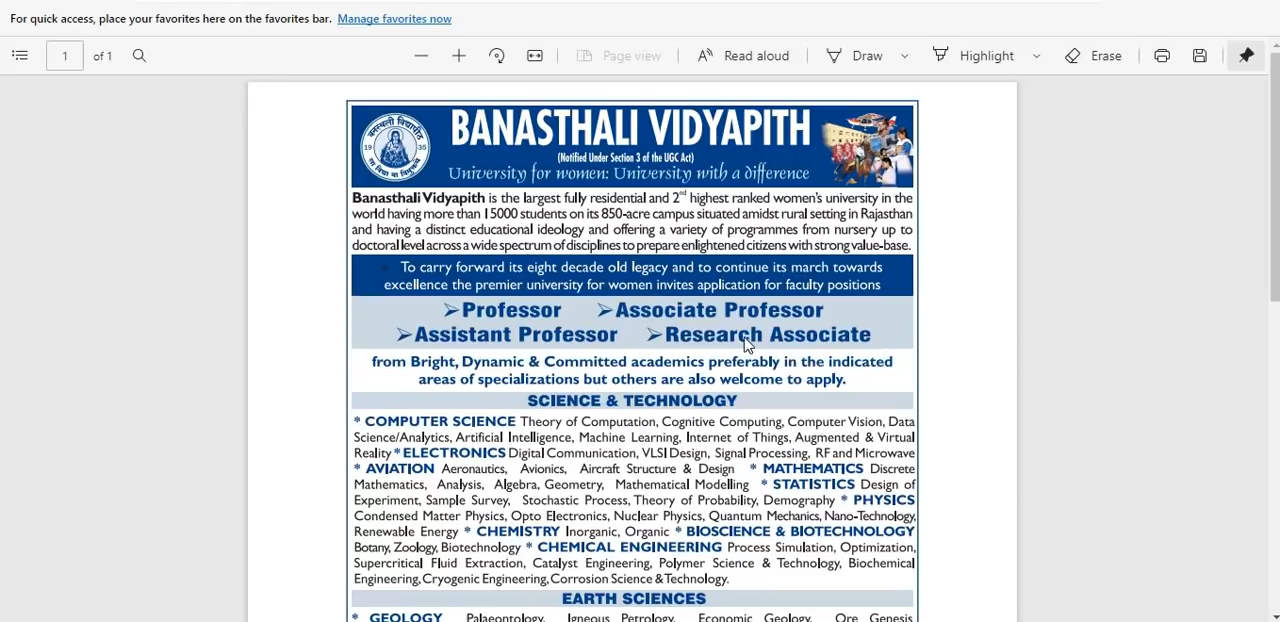 For quick access, place your favorites here on the favorites bar. Manage favorites now
1 of 1 Page view Read aloud Draw Highlight Erase
BANASTHALI VIDYAPITH
(Notified Under Section 3 of the UGC Act)
University for women: University with a difference
वनस्थली विद्यापीठ
19 35
सा विद्या या विमुक्तये
Banasthali Vidyapith is the largest fully residential and 2nd highest ranked women's university in the
world having more than 15000 students on its 850-acre campus situated amidst rural setting in Rajasthan
and having a distinct educational ideology and offering a variety of programmes from nursery up to
doctoral level across a wide spectrum of disciplines to prepare enlightened citizens with strong value-base.
To carry forward its eight decade old legacy and to continue its march towards
excellence the premier university for women invites application for faculty positions
➢Professor ➢Associate Professor
➢Assistant Professor ➢Research Associate
from Bright, Dynamic & Committed academics preferably in the indicated
areas of specializations but others are also welcome to apply.
SCIENCE & TECHNOLOGY
* COMPUTER SCIENCE Theory of Computation, Cognitive Computing, Computer Vision, Data
Science/Analytics, Artificial Intelligence, Machine Learning, Internet of Things, Augmented & Virtual
Reality * ELECTRONICS Digital Communication, VLSI Design, Signal Processing, RF and Microwave
* AVIATION Aeronautics, Avionics, Aircraft Structure & Design * MATHEMATICS Discrete
Mathematics, Analysis, Algebra, Geometry, Mathematical Modelling * STATISTICS Design of
Experiment, Sample Survey, Stochastic Process, Theory of Probability, Demography * PHYSICS
Condensed Matter Physics, Opto Electronics, Nuclear Physics, Quantum Mechanics, Nano-Technology,
Renewable Energy * CHEMISTRY Inorganic, Organic * BIOSCIENCE & BIOTECHNOLOGY
Botany, Zoology, Biotechnology * CHEMICAL ENGINEERING Process Simulation, Optimization,
Supercritical Fluid Extraction, Catalyst Engineering, Polymer Science & Technology, Biochemical
Engineering, Cryogenic Engineering, Corrosion Science & Technology.
EARTH SCIENCES
* GEOLOGY Palaeontology, Igneous Petrology, Economic Geology, Ore Genesis